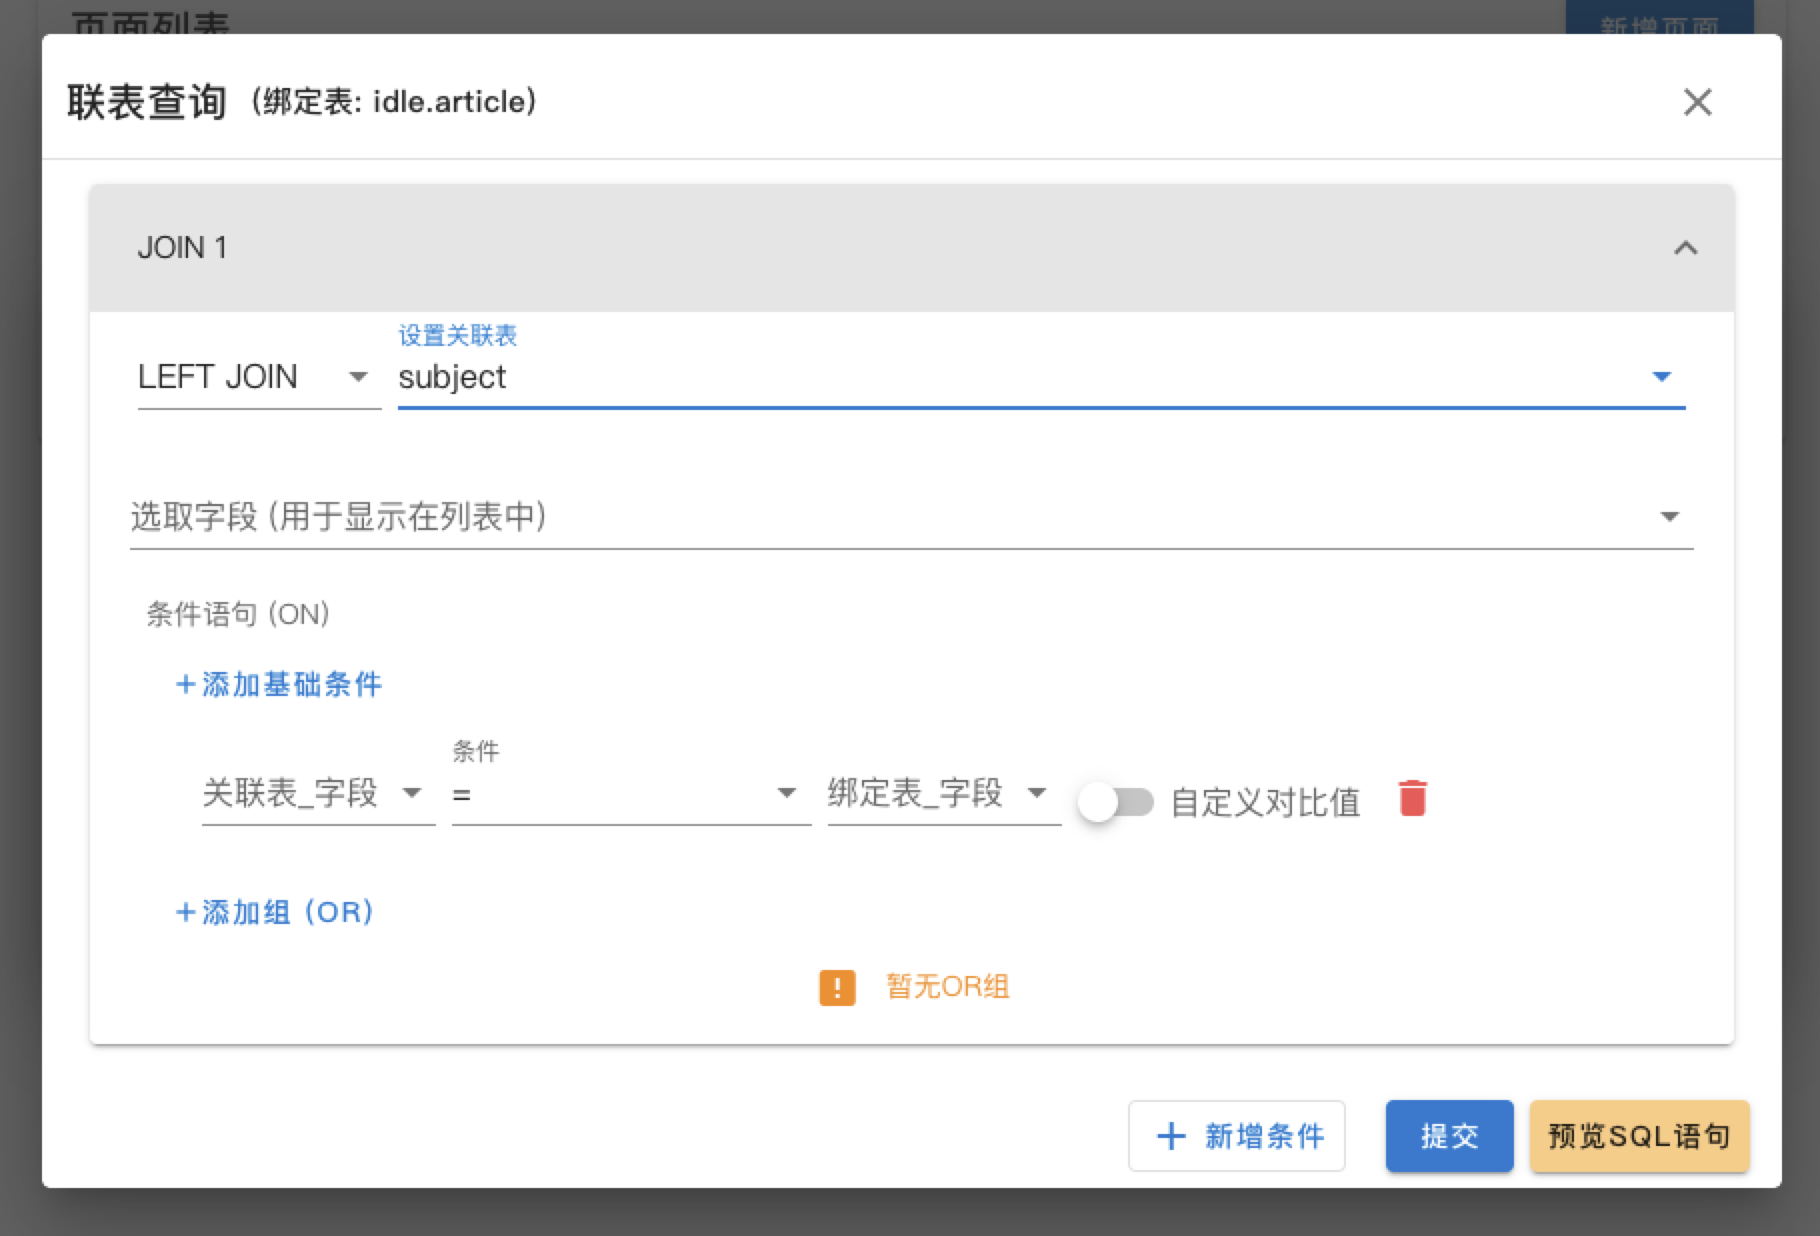 页面列表
新增页面
联表查询 (绑定表: idle.article)
JOIN 1
设置关联表
LEFT JOIN
subject
选取字段 (用于显示在列表中)
条件语句 (ON)
+添加基础条件
条件
关联表_字段
=
绑定表_字段
自定义对比值
+添加组 (OR)
! 暂无OR组
+ 新增条件
提交
预览SQL语句